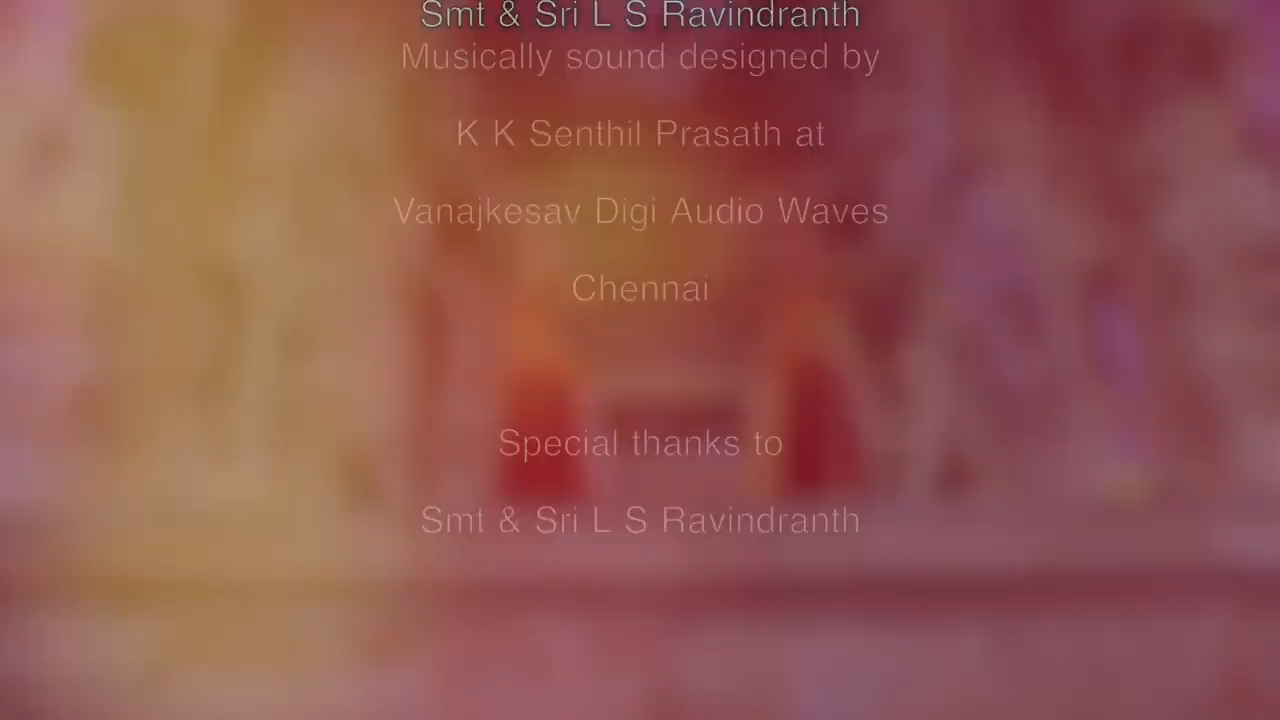 Smt & Sri L S Ravindranth
Musically sound designed by
K K Senthil Prasath at
Vanajkesav Digi Audio Waves
Chennai
Special thanks to
Smt & Sri L S Ravindranth